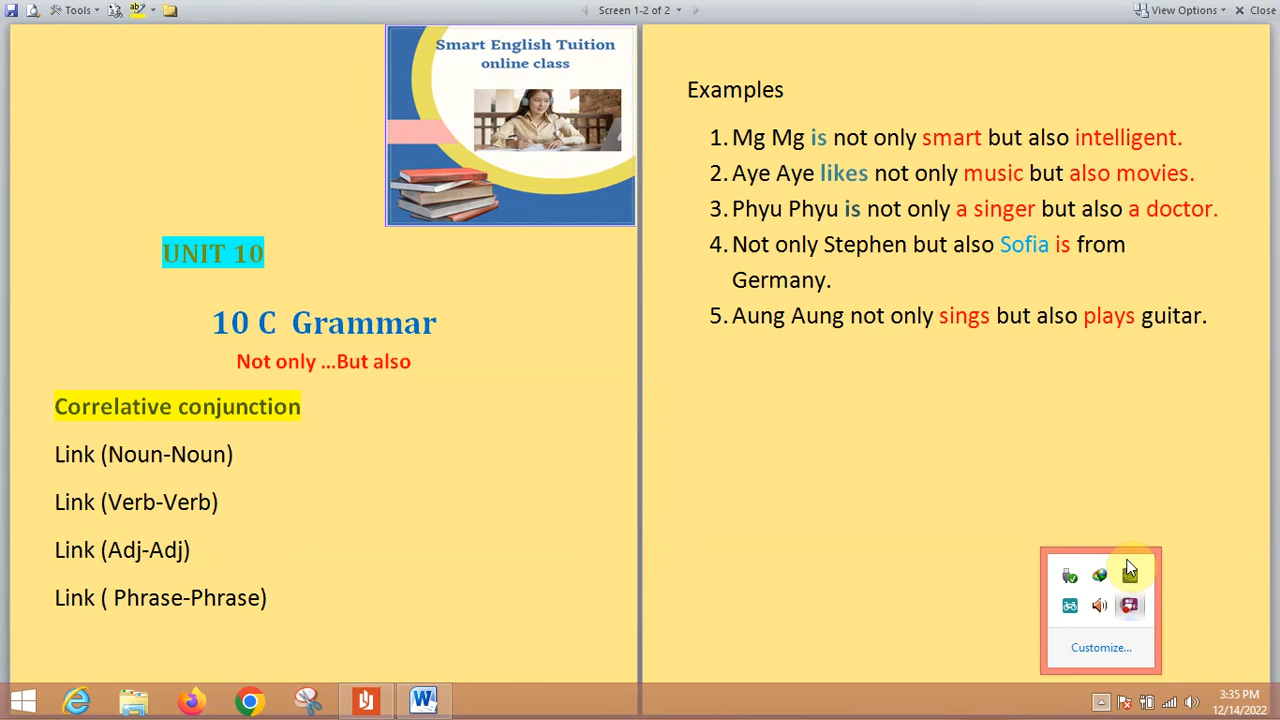 Tools
Screen 1-2 of 2
View Options
Close
Smart English Tuition
online class
UNIT 10
10 C Grammar
Not only ...But also
Correlative conjunction
Link (Noun-Noun)
Link (Verb-Verb)
Link (Adj-Adj)
Link ( Phrase-Phrase)
Examples
1. Mg Mg is not only smart but also intelligent.
2. Aye Aye likes not only music but also movies.
3. Phyu Phyu is not only a singer but also a doctor.
4. Not only Stephen but also Sofia is from
Germany.
5. Aung Aung not only sings but also plays guitar.
Customize...
3:35 PM
12/14/2022